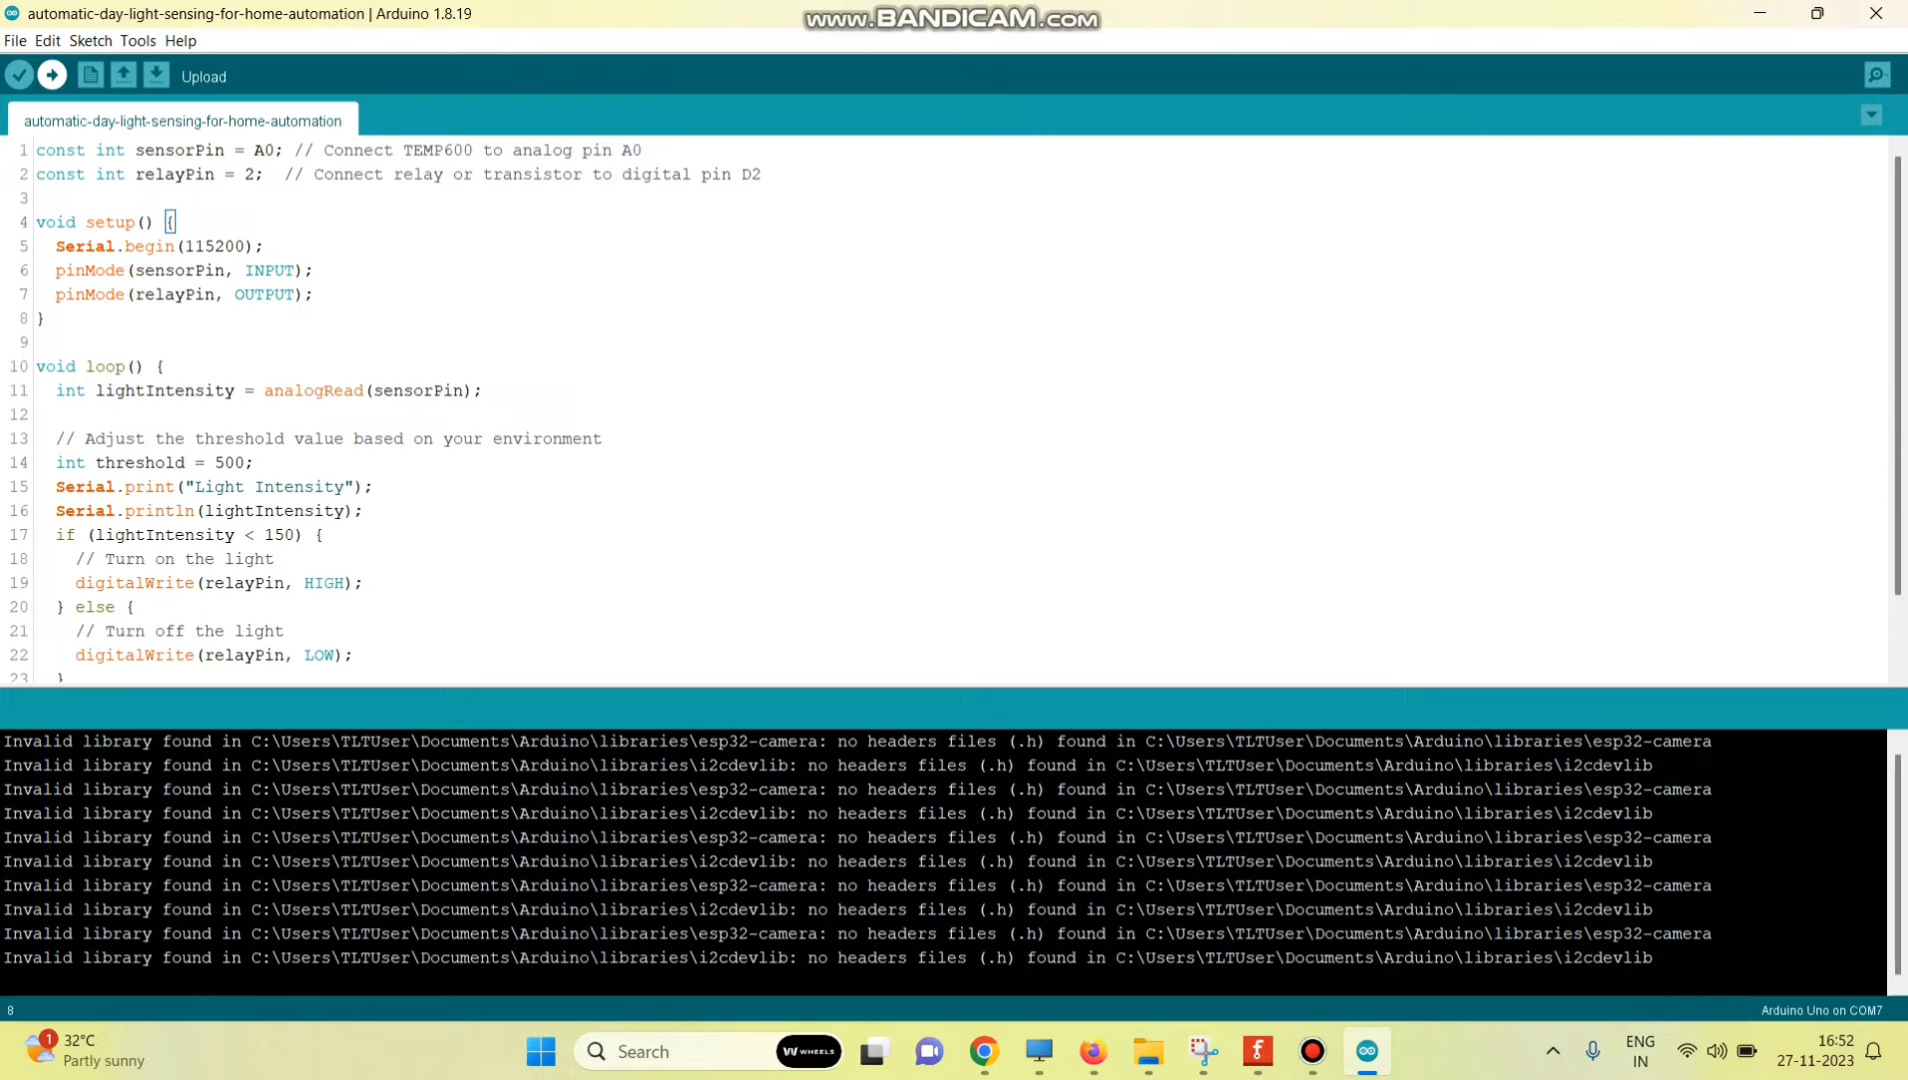 automatic-day-light-sensing-for-home-automation | Arduino 1.8.19
www.BANDICAM.com
File Edit Sketch Tools Help
Upload
automatic-day-light-sensing-for-home-automation
1 const int sensorPin = A0; // Connect TEMP600 to analog pin A0
2 const int relayPin = 2;  // Connect relay or transistor to digital pin D2
3
4 void setup() {
5   Serial.begin(115200);
6   pinMode(sensorPin, INPUT);
7   pinMode(relayPin, OUTPUT);
8 }
9
10 void loop() {
11   int lightIntensity = analogRead(sensorPin);
12
13   // Adjust the threshold value based on your environment
14   int threshold = 500;
15   Serial.print("Light Intensity");
16   Serial.println(lightIntensity);
17   if (lightIntensity < 150) {
18     // Turn on the light
19     digitalWrite(relayPin, HIGH);
20   } else {
21     // Turn off the light
22     digitalWrite(relayPin, LOW);
23   }
Invalid library found in C:\Users\TLTUser\Documents\Arduino\libraries\esp32-camera: no headers files (.h) found in C:\Users\TLTUser\Documents\Arduino\libraries\esp32-camera
Invalid library found in C:\Users\TLTUser\Documents\Arduino\libraries\i2cdevlib: no headers files (.h) found in C:\Users\TLTUser\Documents\Arduino\libraries\i2cdevlib
Invalid library found in C:\Users\TLTUser\Documents\Arduino\libraries\esp32-camera: no headers files (.h) found in C:\Users\TLTUser\Documents\Arduino\libraries\esp32-camera
Invalid library found in C:\Users\TLTUser\Documents\Arduino\libraries\i2cdevlib: no headers files (.h) found in C:\Users\TLTUser\Documents\Arduino\libraries\i2cdevlib
Invalid library found in C:\Users\TLTUser\Documents\Arduino\libraries\esp32-camera: no headers files (.h) found in C:\Users\TLTUser\Documents\Arduino\libraries\esp32-camera
Invalid library found in C:\Users\TLTUser\Documents\Arduino\libraries\i2cdevlib: no headers files (.h) found in C:\Users\TLTUser\Documents\Arduino\libraries\i2cdevlib
Invalid library found in C:\Users\TLTUser\Documents\Arduino\libraries\esp32-camera: no headers files (.h) found in C:\Users\TLTUser\Documents\Arduino\libraries\esp32-camera
Invalid library found in C:\Users\TLTUser\Documents\Arduino\libraries\i2cdevlib: no headers files (.h) found in C:\Users\TLTUser\Documents\Arduino\libraries\i2cdevlib
Invalid library found in C:\Users\TLTUser\Documents\Arduino\libraries\esp32-camera: no headers files (.h) found in C:\Users\TLTUser\Documents\Arduino\libraries\esp32-camera
Invalid library found in C:\Users\TLTUser\Documents\Arduino\libraries\i2cdevlib: no headers files (.h) found in C:\Users\TLTUser\Documents\Arduino\libraries\i2cdevlib
8
Arduino Uno on COM7
1
32°C
Partly sunny
Search
WHEELS
ENG
IN
16:52
27-11-2023